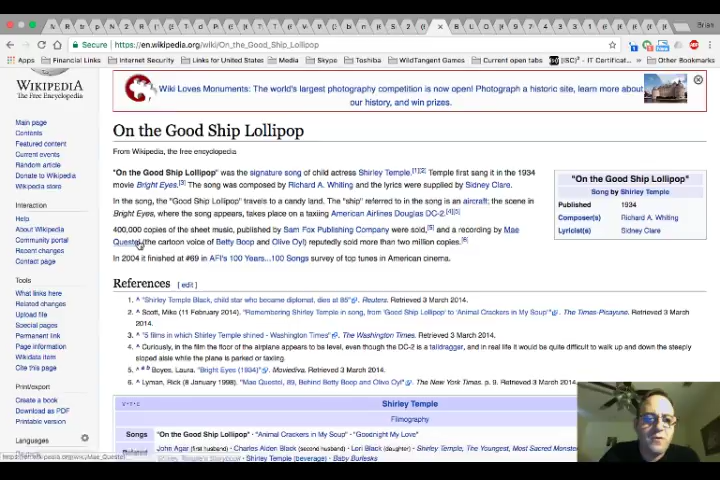 Brian
Secure https://en.wikipedia.org/wiki/On_the_Good_Ship_Lollipop
Apps Financial Links Internet Shortcuts Links for United States Media Skype Toshiba WildTangent Games Current open tabs (ISC)² - IT Certificat... Other Bookmarks
WIKIPEDIA
The Free Encyclopedia
Main page
Contents
Featured content
Current events
Random article
Donate to Wikipedia
Wikipedia store
Interaction
Help
About Wikipedia
Community portal
Recent changes
Contact page
Tools
What links here
Related changes
Upload file
Special pages
Permanent link
Page information
Wikidata item
Cite this page
Print/export
Create a book
Download as PDF
Printable version
Languages
Wiki Loves Monuments: The world's largest photography competition is now open! Photograph a historic site, learn more about
our history, and win prizes.
On the Good Ship Lollipop
From Wikipedia, the free encyclopedia
"On the Good Ship Lollipop" was the signature song of child actress Shirley Temple.[1][2] Temple first sang it in the 1934
movie Bright Eyes.[3] The song was composed by Richard A. Whiting and the lyrics were supplied by Sidney Clare.
In the song, the "Good Ship Lollipop" travels to a candy land. The "ship" referred to in the song is an aircraft; the scene in
Bright Eyes, where the song appears, takes place on a taxiing American Airlines Douglas DC-2.[4][5]
400,000 copies of the sheet music, published by Sam Fox Publishing Company were sold,[5] and a recording by Mae
Questel (the cartoon voice of Betty Boop and Olive Oyl) reputedly sold more than two million copies.[6]
In 2004 it finished at #69 in AFI's 100 Years...100 Songs survey of top tunes in American cinema.
"On the Good Ship Lollipop"
Song by Shirley Temple
Published 1934
Composer(s) Richard A. Whiting
Lyricist(s) Sidney Clare
References [ edit ]
1. ^ "Shirley Temple Black, child star who became diplomat, dies at 85". Reuters. Retrieved 3 March 2014.
2. ^ Scott, Mike (11 February 2014). "Remembering Shirley Temple in song, from 'Good Ship Lollipop' to 'Animal Crackers in My Soup'". The Times-Picayune. Retrieved 3 March
2014.
3. ^ "5 films in which Shirley Temple shined - Washington Times". The Washington Times. Retrieved 3 March 2014.
4. ^ Curiously, in the film the floor of the airplane appears to be level, even though the DC-2 is a taildragger, and in real life it would be quite difficult to walk up and down the steeply
sloped aisle while the plane is parked or taxiing.
5. ^ a b Boyes, Laura. "Bright Eyes (1934)". Moviediva. Retrieved 3 March 2014.
6. ^ Lyman, Rick (8 January 1998). "Mae Questel, 89, Behind Betty Boop and Olive Oyl". The New York Times. p. 9. Retrieved 3 March 2014.
v · t · e Shirley Temple
Filmography
Songs "On the Good Ship Lollipop" · "Animal Crackers in My Soup" · "Goodnight My Love"
Related John Agar (first husband) · Charles Alden Black (second husband) · Lori Black (daughter) · Shirley Temple, The Youngest, Most Sacred Monster
Shirley Temple's Storybook · Shirley Temple (beverage) · Baby Burlesks
https://en.wikipedia.org/wiki/Mae_Questel